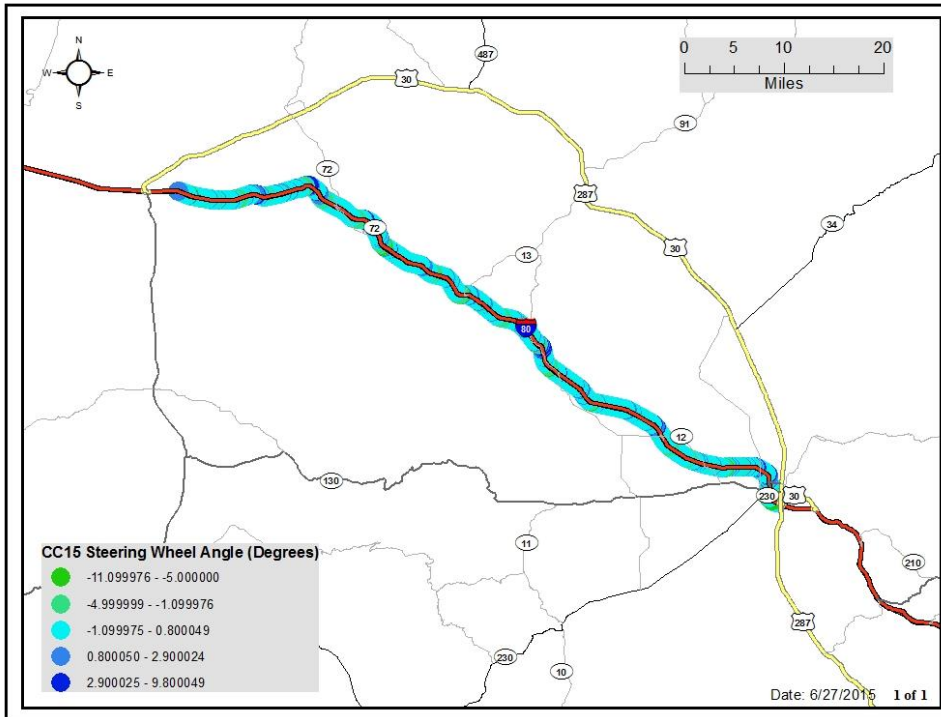 N
W E
S
487
30
0 5 10 20
Miles
91
72
287
34
72
13
30
80
12
130
230 30
11
210
287
230
10
CC15 Steering Wheel Angle (Degrees)
-11.099976 - -5.000000
-4.999999 - -1.099976
-1.099975 - 0.800049
0.800050 - 2.900024
2.900025 - 9.800049
Date: 6/27/2015 1 of 1